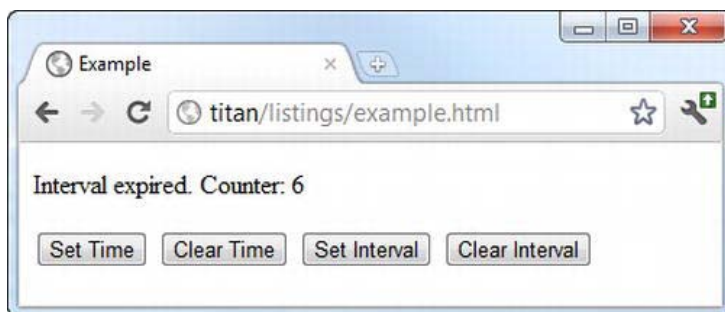 Example
titan/listings/example.html
Interval expired. Counter: 6
Set Time Clear Time Set Interval Clear Interval